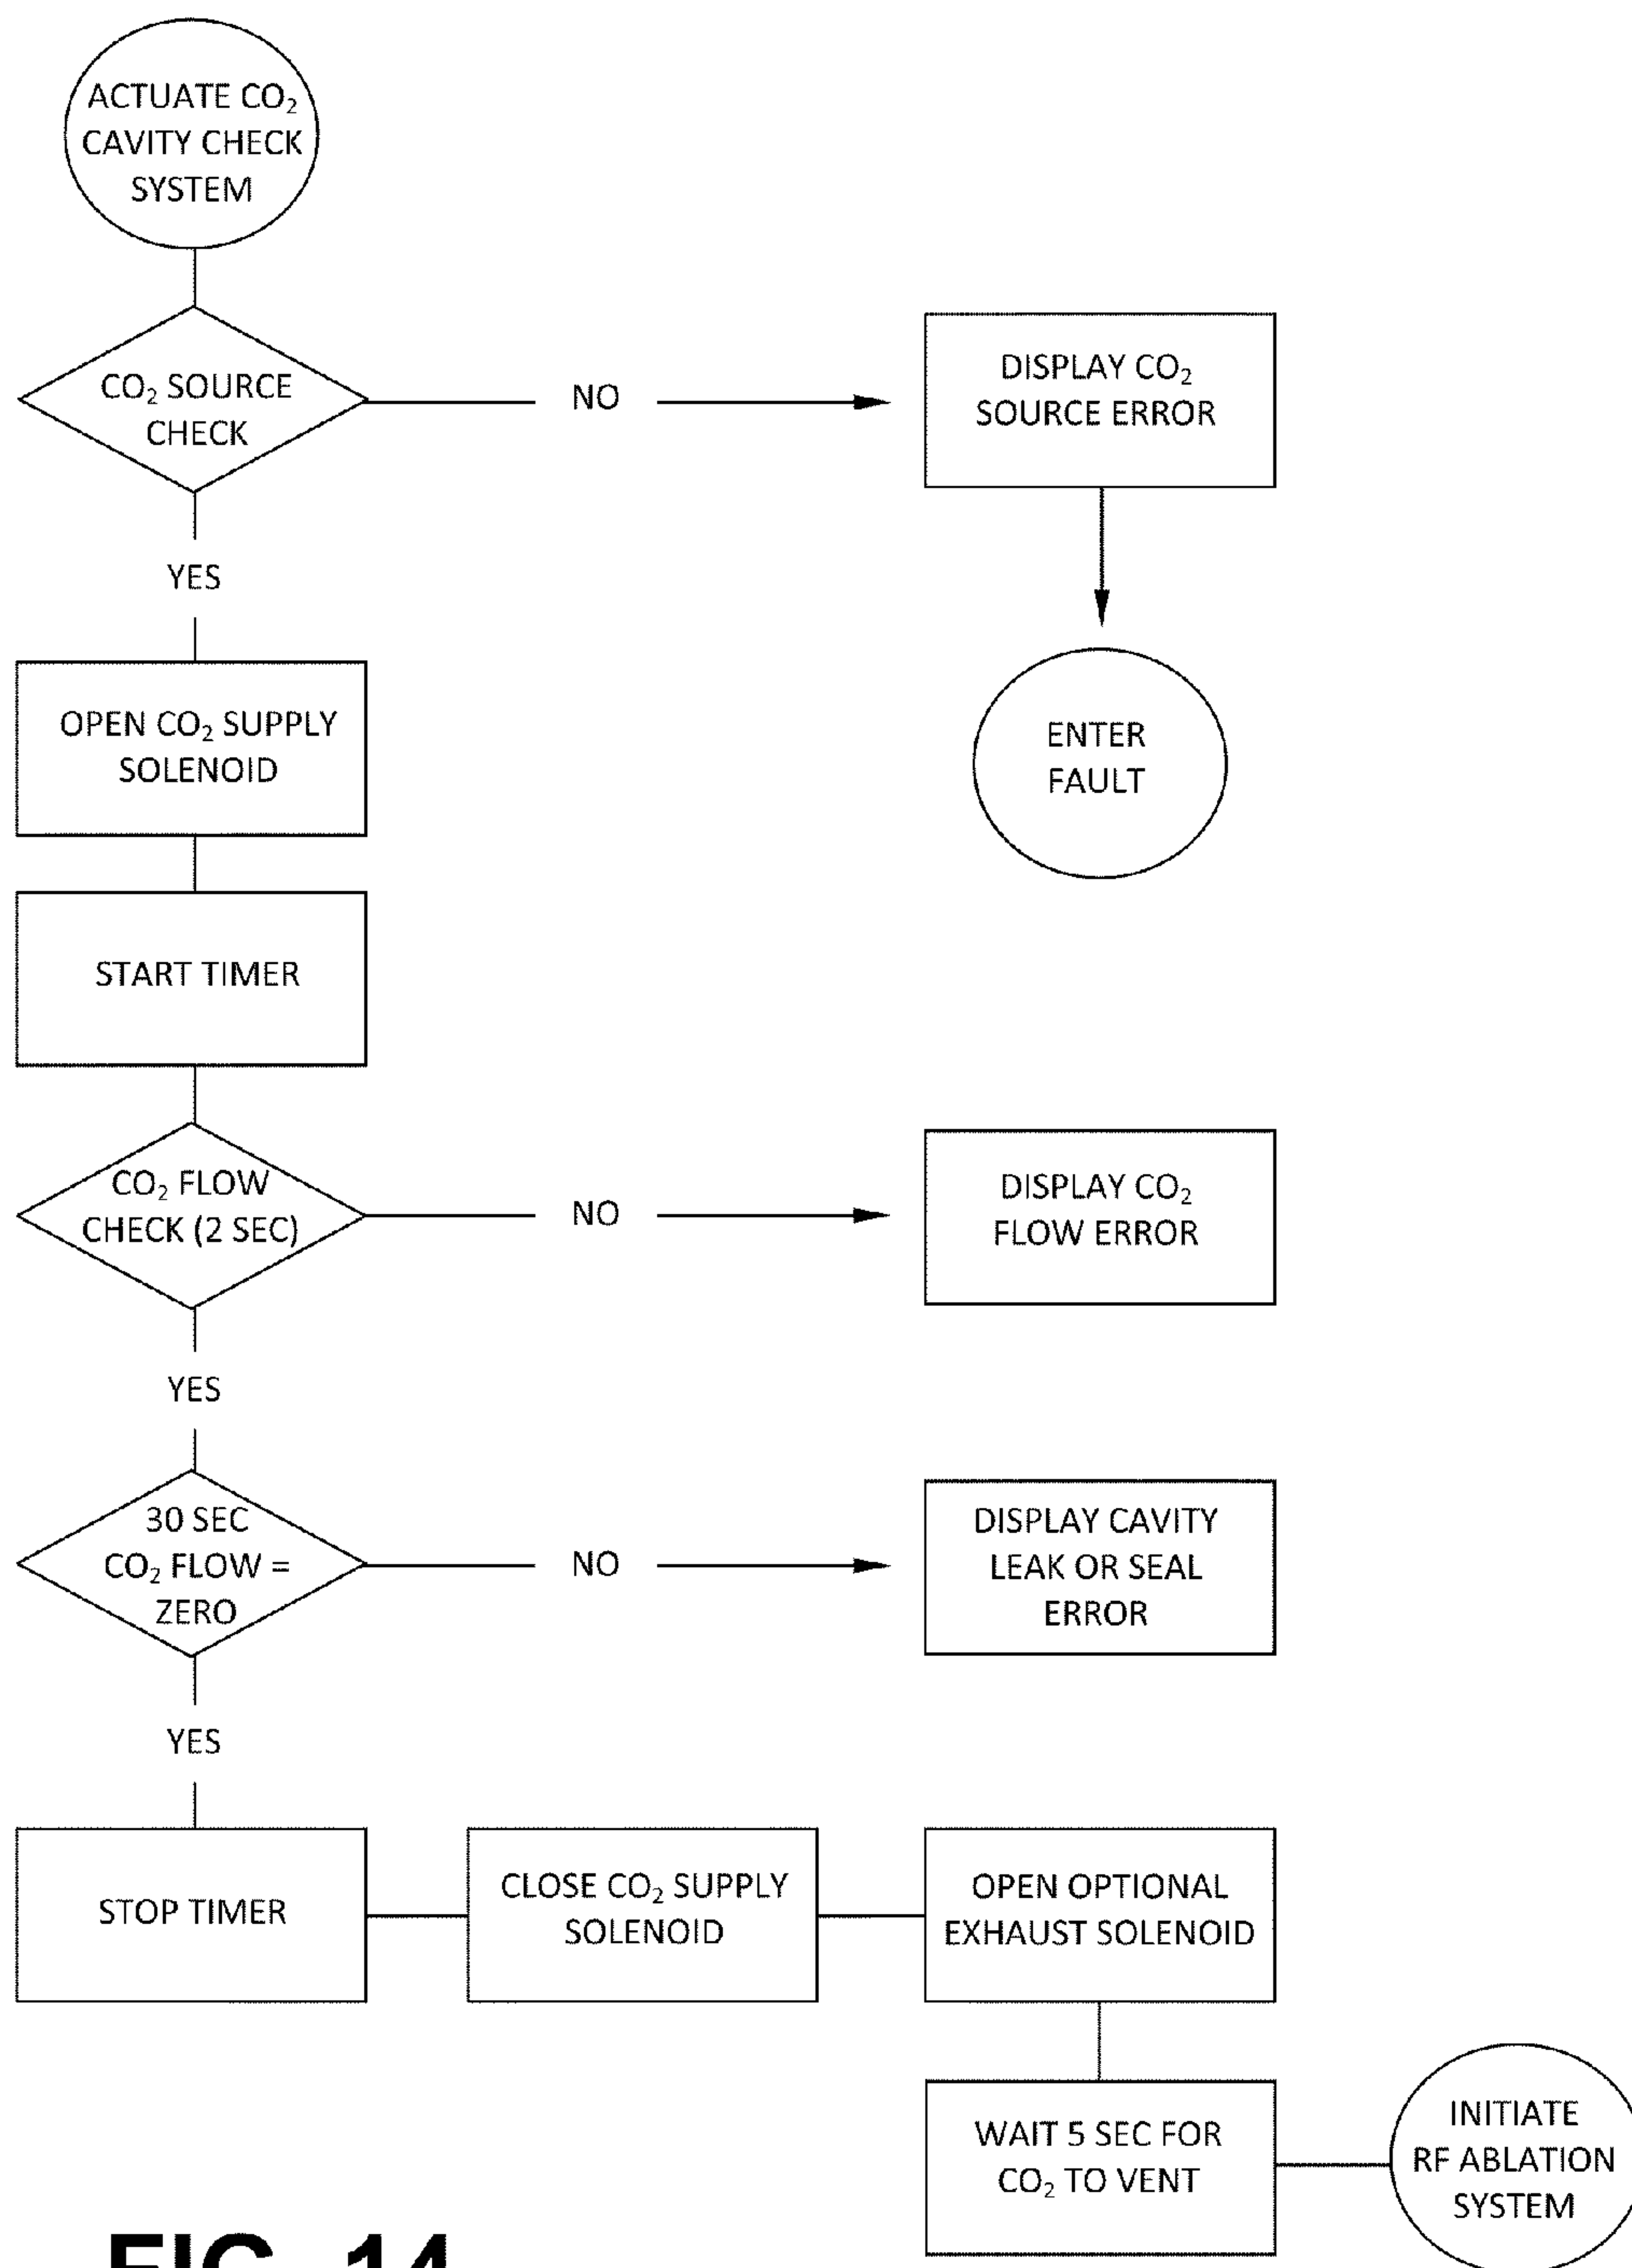 ACTUATE CO₂
CAVITY CHECK
SYSTEM
CO₂ SOURCE
CHECK
NO
DISPLAY CO₂
SOURCE ERROR
YES
ENTER
FAULT
OPEN CO₂ SUPPLY
SOLENOID
START TIMER
CO₂ FLOW
CHECK (2 SEC)
NO
DISPLAY CO₂
FLOW ERROR
YES
30 SEC
CO₂ FLOW =
ZERO
NO
DISPLAY CAVITY
LEAK OR SEAL
ERROR
YES
STOP TIMER
CLOSE CO₂ SUPPLY
SOLENOID
OPEN OPTIONAL
EXHAUST SOLENOID
WAIT 5 SEC FOR
CO₂ TO VENT
INITIATE
RF ABLATION
SYSTEM
FIG. 14